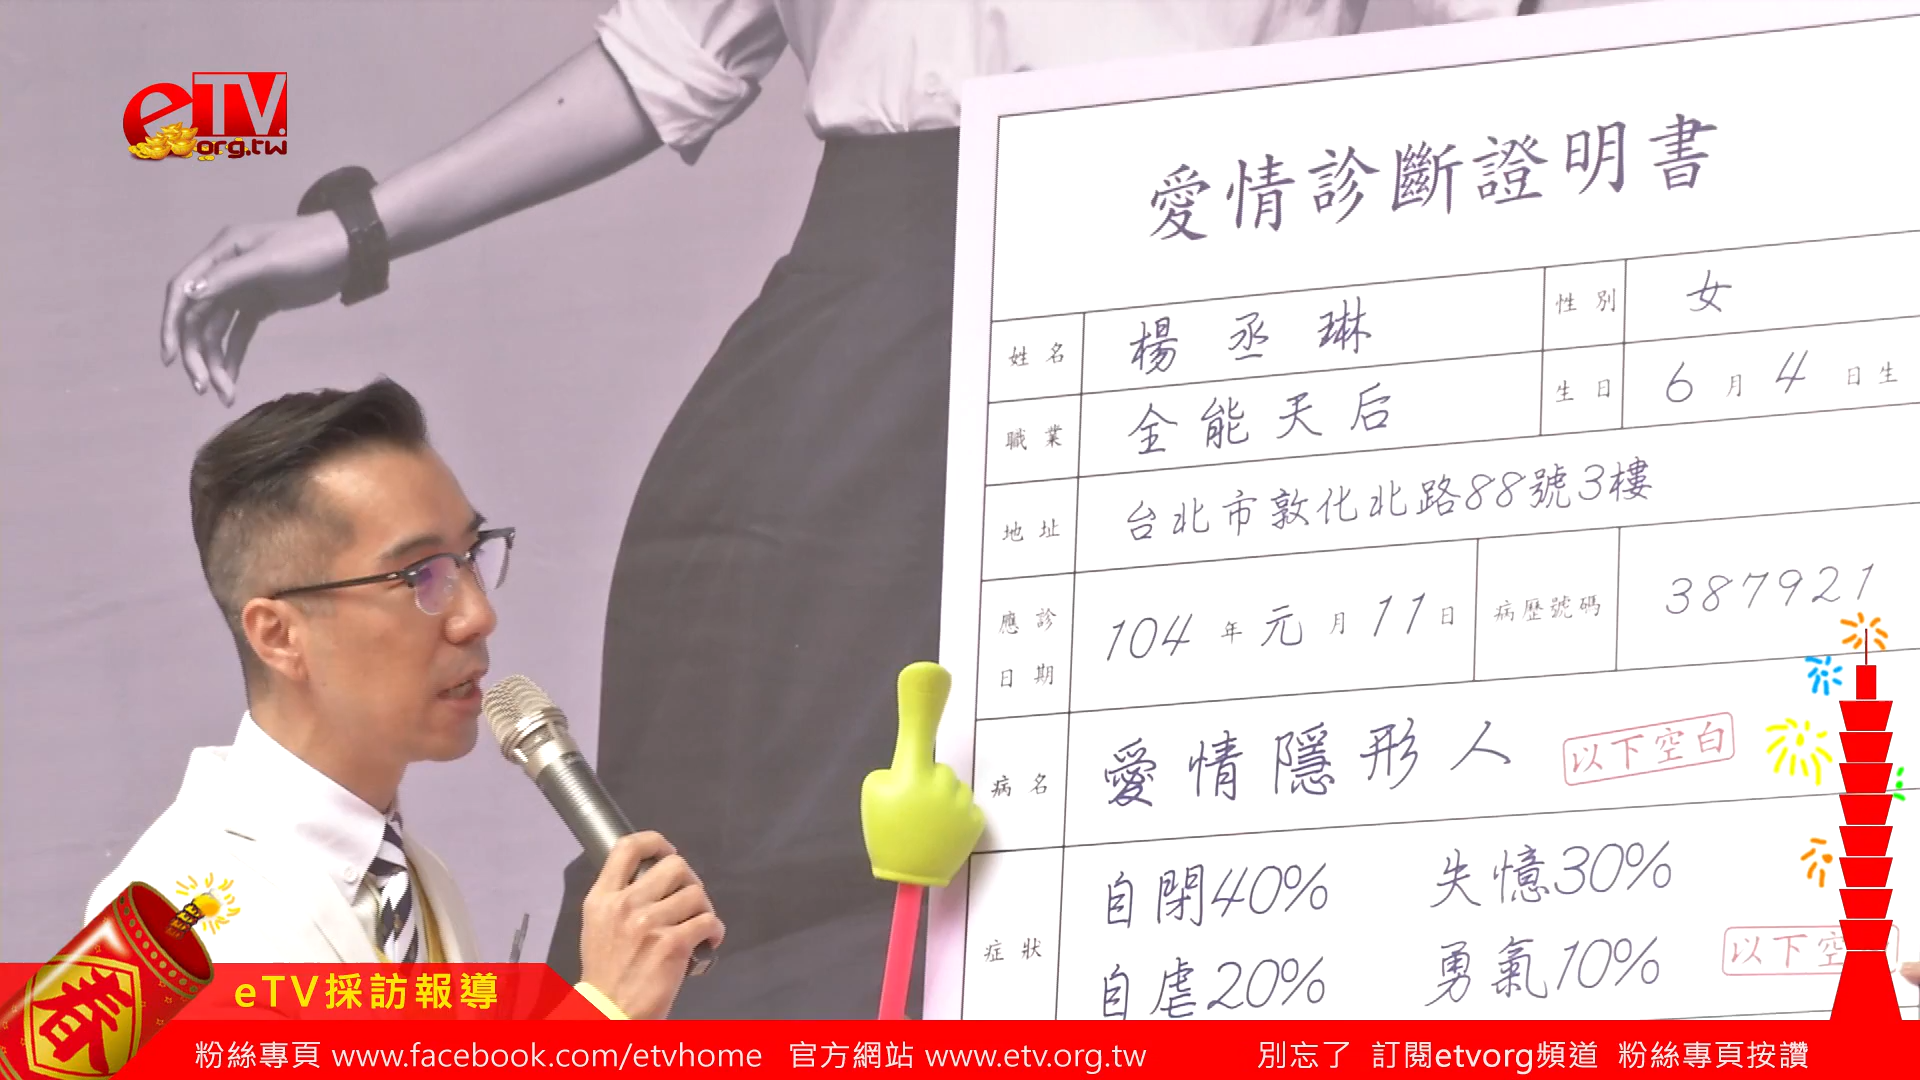 eTV.
org.tw
愛情診斷證明書
姓名 楊丞琳 性別 女
職業 全能天后 生日 6月4日生
地址 台北市敦化北路88號3樓
應診日期 104年元月11日 病歷號碼 387921
病名 愛情隱形人 以下空白
症狀 自閉40% 失憶30%
自虐20% 勇氣10% 以下空
春
eTV採訪報導
粉絲專頁 www.facebook.com/etvhome 官方網站 www.etv.org.tw 別忘了 訂閱etvorg頻道 粉絲專頁按讚